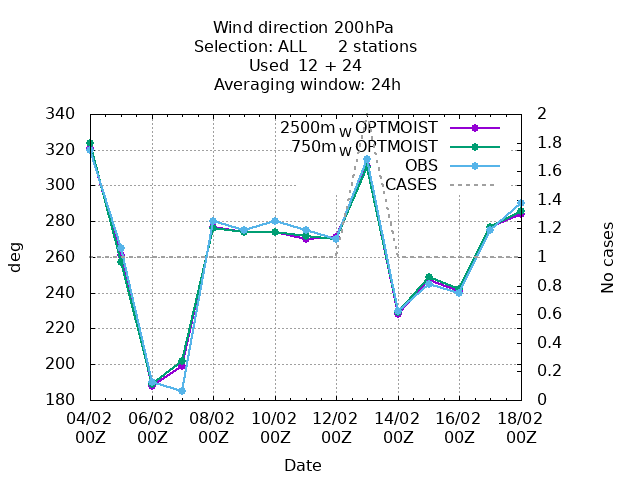 Wind direction 200hPa
Selection: ALL 2 stations
Used 12 + 24
Averaging window: 24h
340
320
300
280
260
240
220
200
180
deg
2
1.8
1.6
1.4
1.2
1
0.8
0.6
0.4
0.2
0
No cases
2500m W OPTMOIST
750m W OPTMOIST
OBS
CASES
04/02 06/02 08/02 10/02 12/02 14/02 16/02 18/02
00Z 00Z 00Z 00Z 00Z 00Z 00Z 00Z
Date